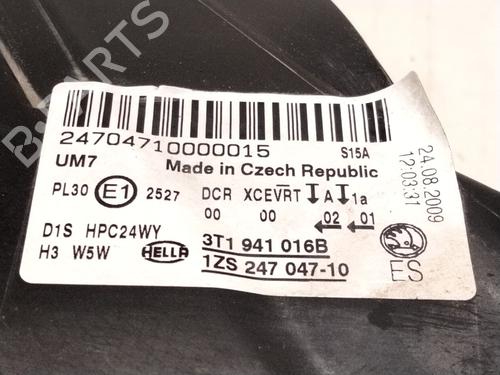 B-PARTS
24704710000015
S15A
UM7
Made in Czech Republic
PL30 E1 2527 DCR XCEVRT A 1a
00 00 02 01
D1S HPC24WY
H3 W5W HELLA
3T1 941 016B
1ZS 247 047-10
24.08.2009
12:03:31
ES